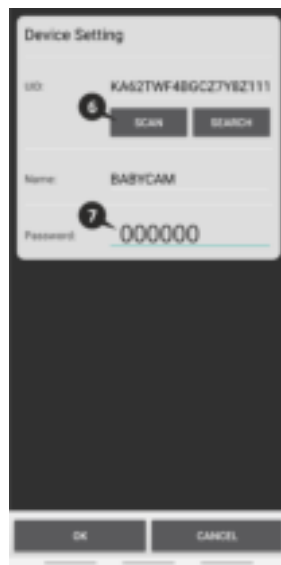 Device Setting
UID: KA62TWF4BGCZ7Y8Z111
6
SCAN SEARCH
Name: BABYCAM
7
Password: 000000
OK CANCEL